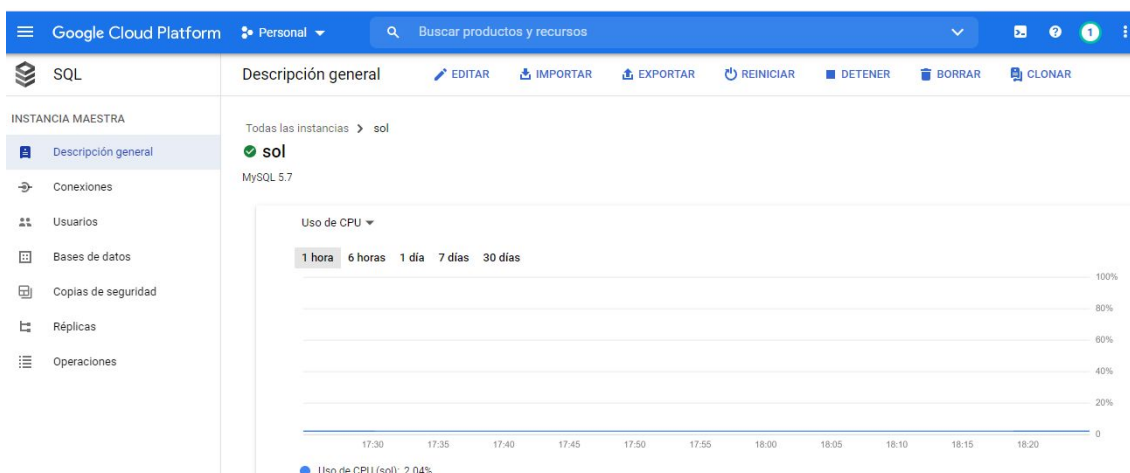 Google Cloud Platform Personal Buscar productos y recursos 1
SQL Descripción general EDITAR IMPORTAR EXPORTAR REINICIAR DETENER BORRAR CLONAR
INSTANCIA MAESTRA
Descripción general
Conexiones
Usuarios
Bases de datos
Copias de seguridad
Réplicas
Operaciones
Todas las instancias > sol
sol
MySQL 5.7
Uso de CPU
1 hora 6 horas 1 día 7 días 30 días
100%
80%
60%
40%
20%
0
17:30 17:35 17:40 17:45 17:50 17:55 18:00 18:05 18:10 18:15 18:20
Uso de CPU (sol): 2.04%